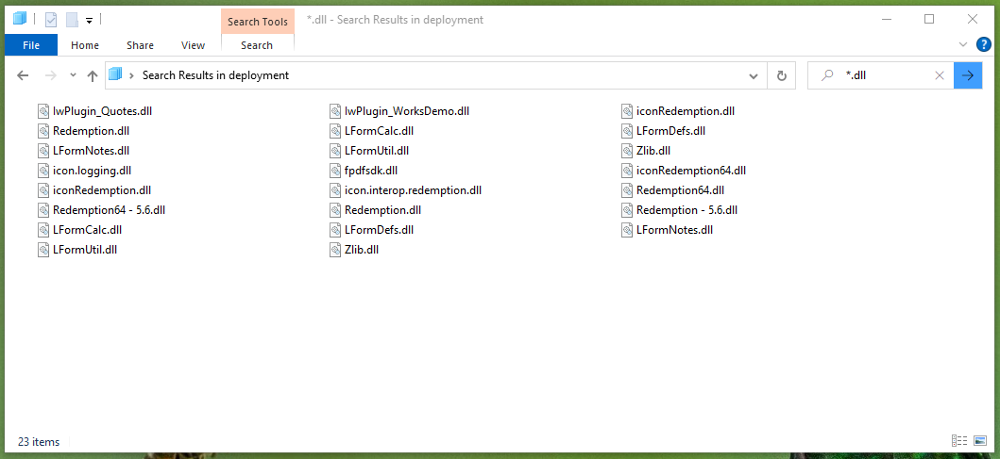 Search Tools
*.dll - Search Results in deployment
File Home Share View Search
?
Search Results in deployment
*.dll
lwPlugin_Quotes.dll lwPlugin_WorksDemo.dll iconRedemption.dll
Redemption.dll LFormCalc.dll LFormDefs.dll
LFormNotes.dll LFormUtil.dll Zlib.dll
icon.logging.dll fpdfsdk.dll iconRedemption64.dll
iconRedemption.dll icon.interop.redemption.dll Redemption64.dll
Redemption64 - 5.6.dll Redemption.dll Redemption - 5.6.dll
LFormCalc.dll LFormDefs.dll LFormNotes.dll
LFormUtil.dll Zlib.dll
23 items